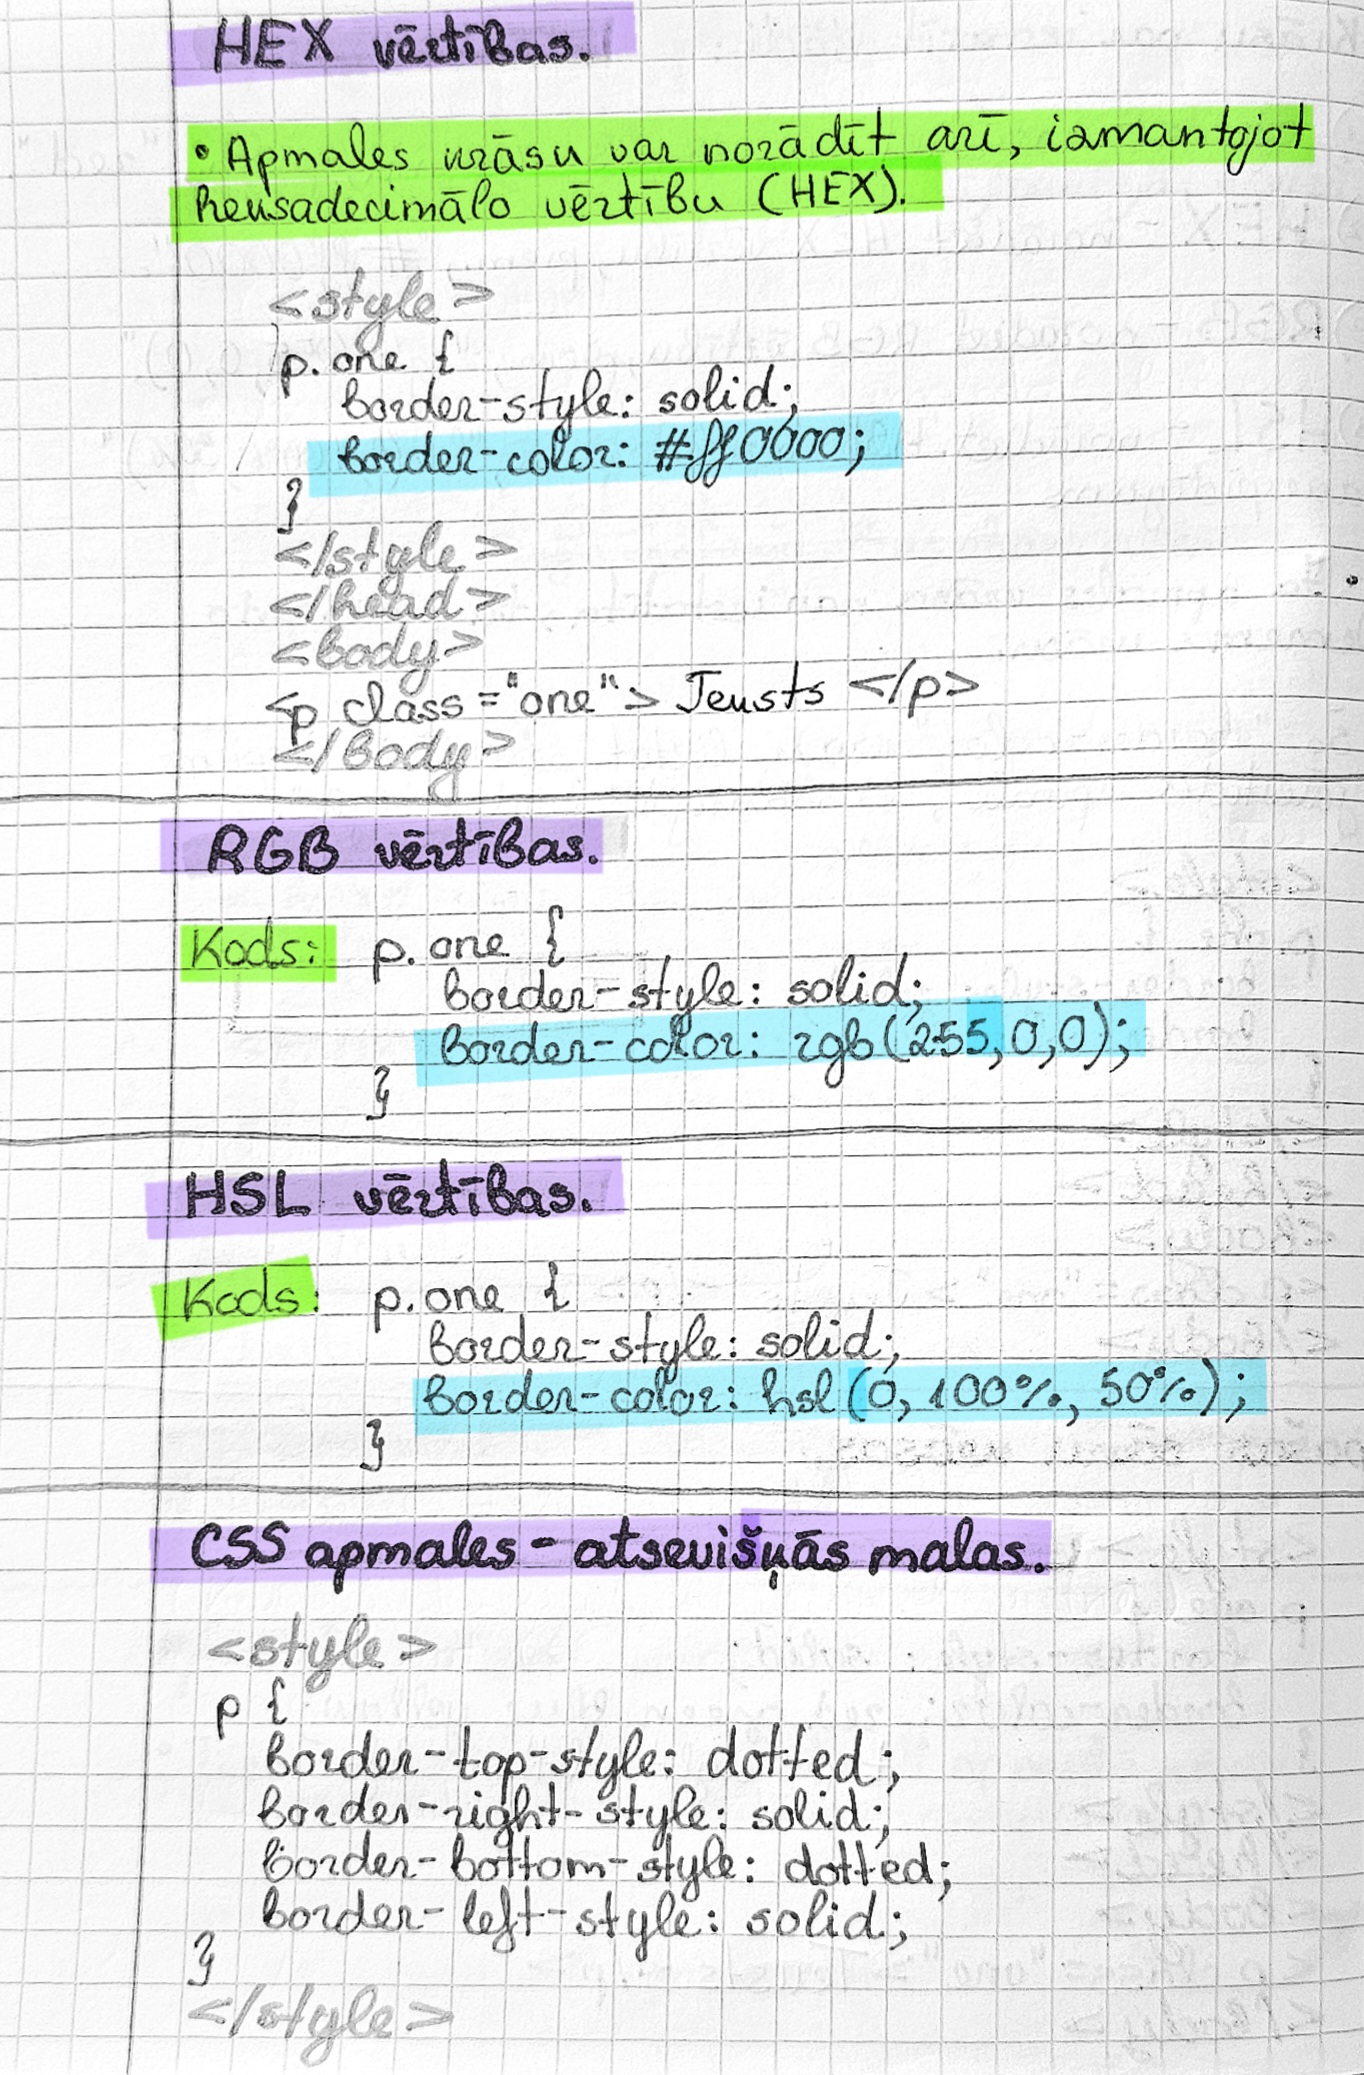 HEX vērtības.
• Apmales krāsu var norādīt arī, izmantojot
heksadecimālo vērtību (HEX).
<style>
p.one {
border-style: solid;
border-color: #ff0000;
}
</style>
</head>
<body>
<p class="one"> Teksts </p>
</body>
RGB vērtības.
Kods: p.one {
border-style: solid;
border-color: rgb(255,0,0);
}
HSL vērtības.
Kods: p.one {
border-style: solid;
border-color: hsl(0, 100%, 50%);
}
CSS apmales - atsevišķās malas.
<style>
p {
border-top-style: dotted;
border-right-style: solid;
border-bottom-style: dotted;
border-left-style: solid;
}
</style>